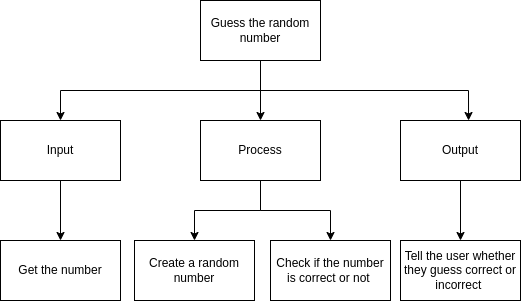 Guess the random
number
Input
Process
Output
Get the number
Create a random
number
Check if the number
is correct or not
Tell the user whether
they guess correct or
incorrect